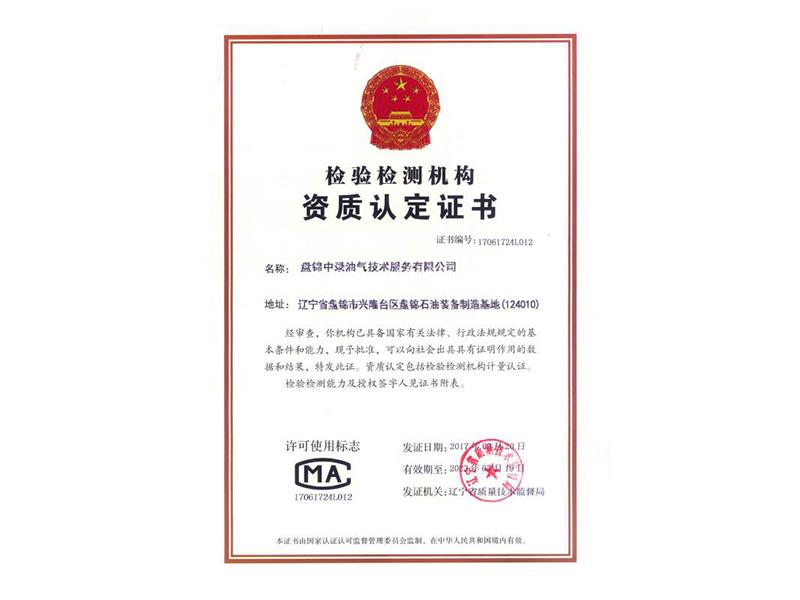 检验检测机构
资质认定证书
证书编号:17061724L012
名称: 盘锦中录油气技术服务有限公司
地址: 辽宁省盘锦市兴隆台区盘锦石油装备制造基地(124010)
经审查，你机构已具备国家有关法律、行政法规规定的基
本条件和能力，现予批准，可以向社会出具具有证明作用的数
据和结果，特发此证。资质认定包括检验检测机构计量认证。
检验检测能力及授权签字人见证书附表。
许可使用标志
MA
17061724L012
发证日期: 2017年 月20日
有效期至: 月19日
发证机关: 辽宁省质量技术监督局
本证书由国家认证认可监督管理委员会监制，在中华人民共和国境内有效。